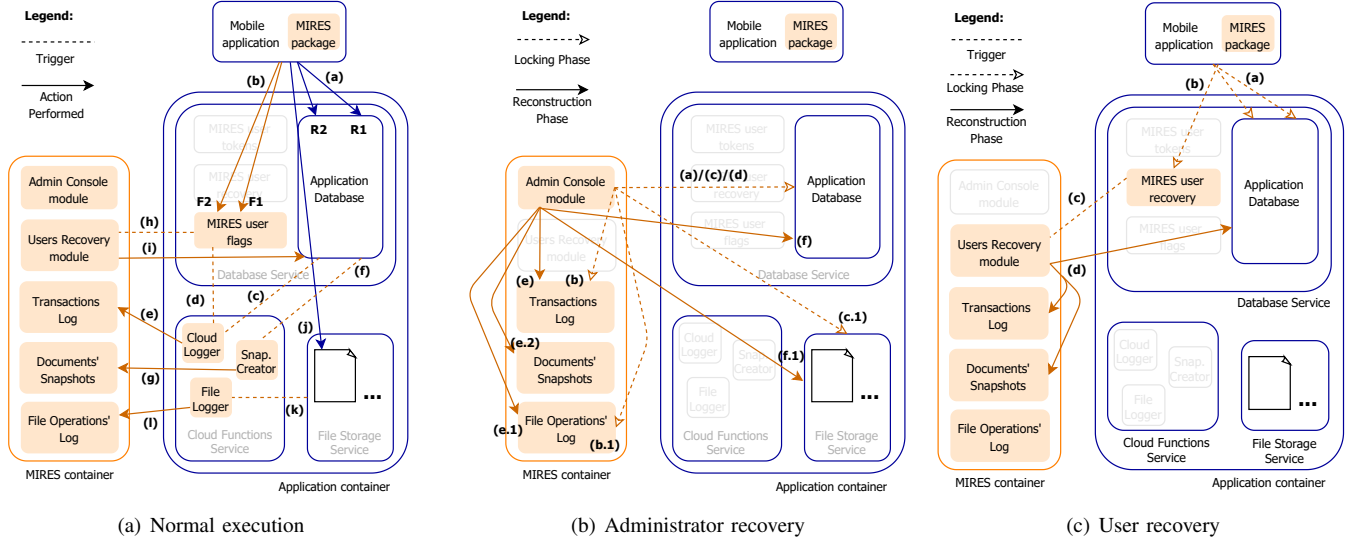 Legend:
Trigger
Action
Performed
Mobile
application
MIRES
package
(b)
(a)
R2
R1
MIRES user
tokens
MIRES user
recovery
F2
F1
MIRES user
flags
Application
Database
Database Service
Admin Console
module
Users Recovery
module
Transactions
Log
Documents'
Snapshots
File Operations'
Log
MIRES container
(h)
(i)
(f)
(d)
(c)
(e)
(j)
(g)
(k)
(l)
Cloud
Logger
Snap.
Creator
File
Logger
Cloud Functions
Service
...
File Storage
Service
Application container
(a) Normal execution
Legend:
Locking Phase
Reconstruction
Phase
Mobile
application
MIRES
package
MIRES user
tokens
MIRES user
recovery
MIRES user
flags
Application
Database
Database Service
(a)/(c)/(d)
(f)
Admin Console
module
Users Recovery
module
(e)
(b)
Transactions
Log
(e.2)
Documents'
Snapshots
(e.1)
File Operations'
Log
(b.1)
MIRES container
(c.1)
(f.1)
Cloud
Logger
Snap.
Creator
File
Logger
Cloud Functions
Service
...
File Storage
Service
Application container
(b) Administrator recovery
Legend:
Trigger
Locking Phase
Reconstruction
Phase
Mobile
application
MIRES
package
(b)
(a)
MIRES user
tokens
MIRES user
recovery
MIRES user
flags
Application
Database
Database Service
(c)
(d)
Admin Console
module
Users Recovery
module
Transactions
Log
Documents'
Snapshots
File Operations'
Log
MIRES container
Cloud
Logger
Snap.
Creator
File
Logger
Cloud Functions
Service
...
File Storage
Service
Application container
(c) User recovery